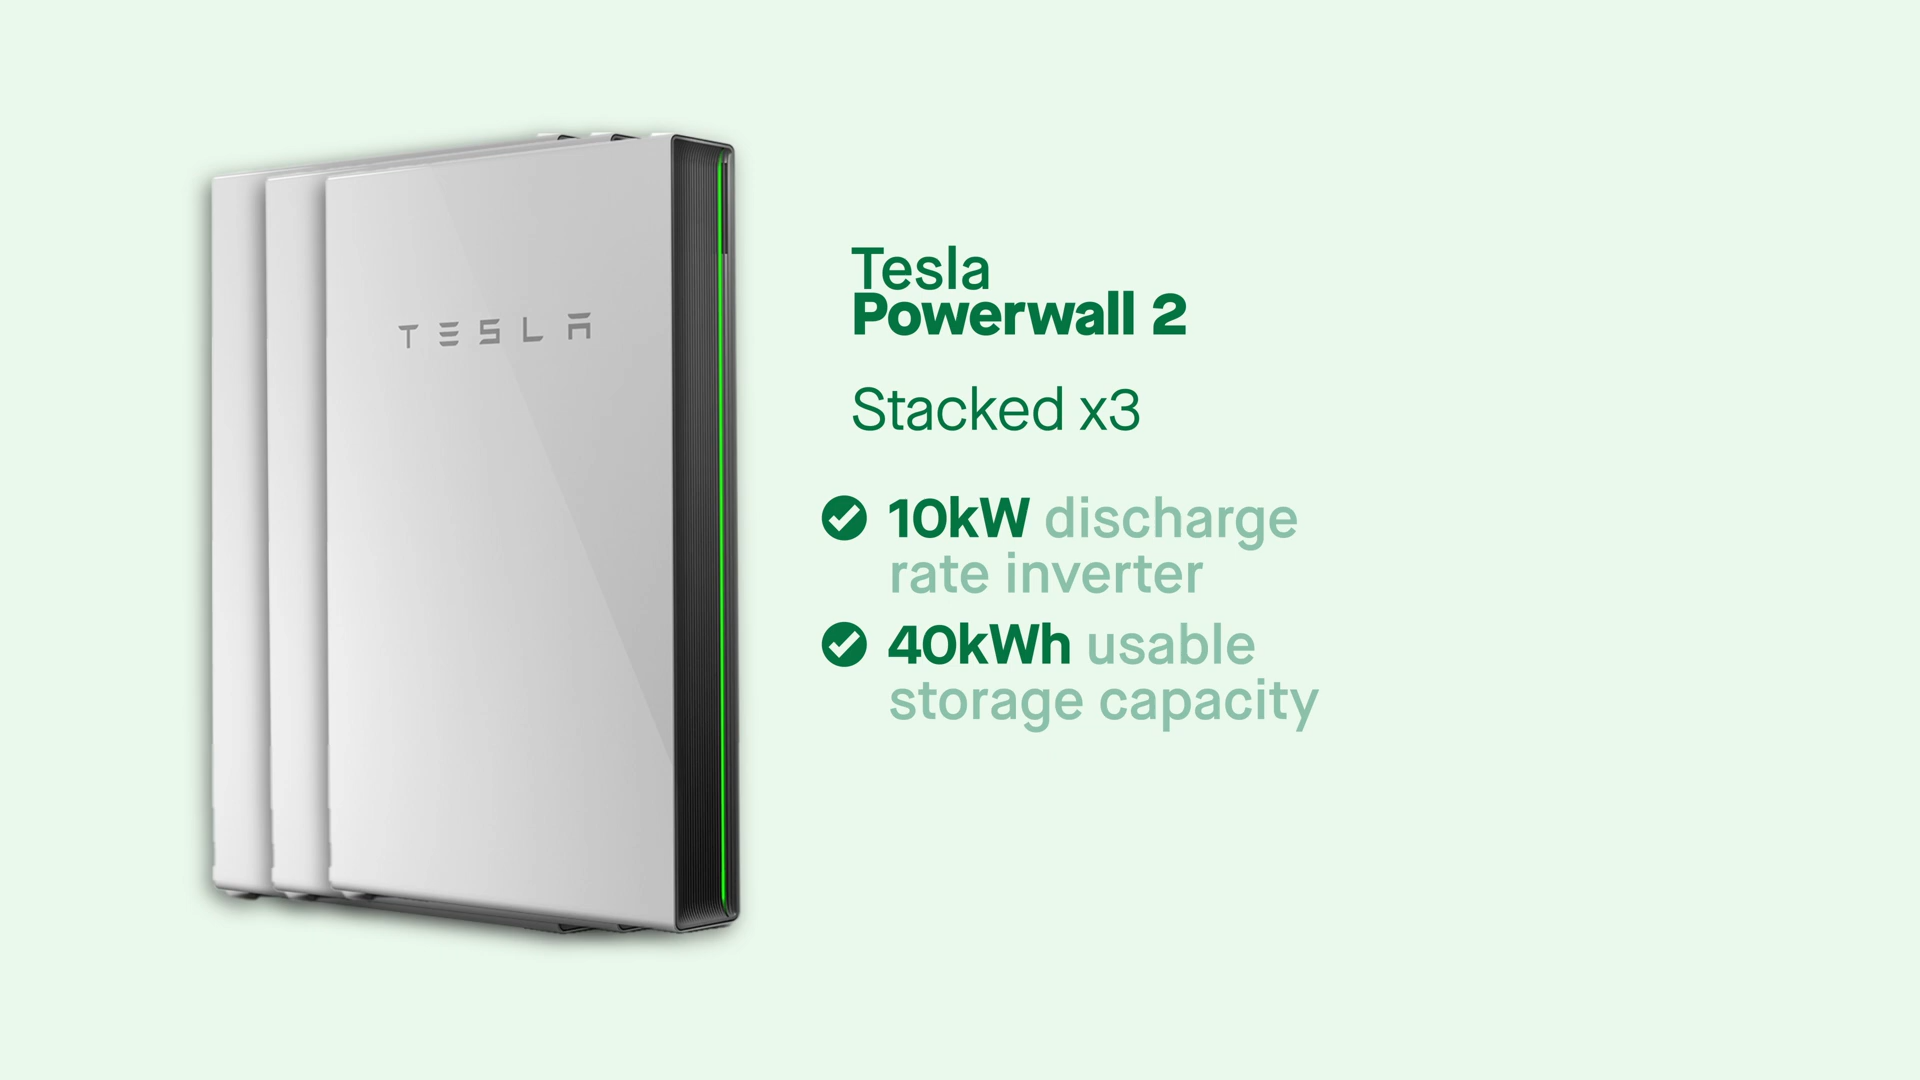 TESLA
Tesla
Powerwall 2
Stacked x3
10kW discharge
rate inverter
40kWh usable
storage capacity